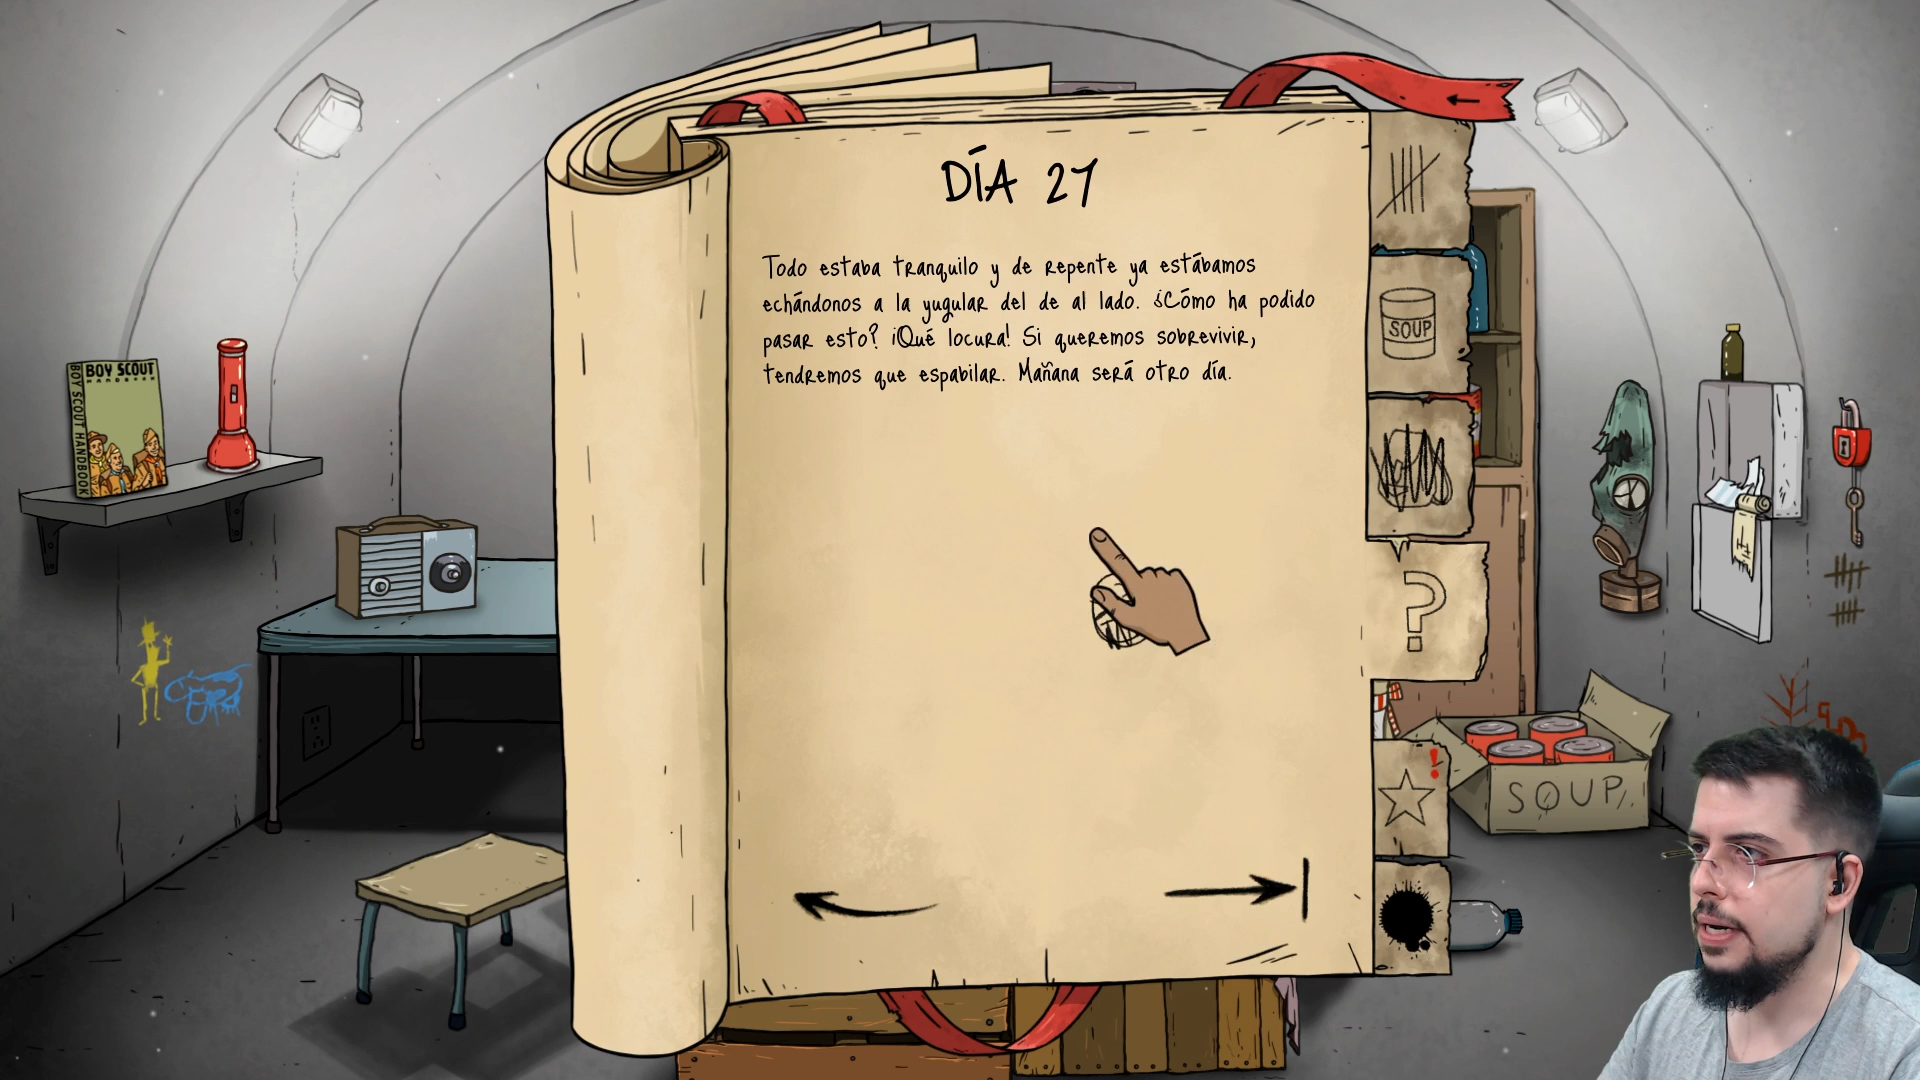 DÍA 27
Todo estaba tranquilo y de repente ya estábamos
echándonos a la yugular del de al lado. ¿Cómo ha podido
pasar esto? ¡Qué locura! Si queremos sobrevivir,
tendremos que espabilar. Mañana será otro día.
BOY SCOUT
HANDBOOK
BOY SCOUT HANDBOOK
SOUP
?
!
SOUP